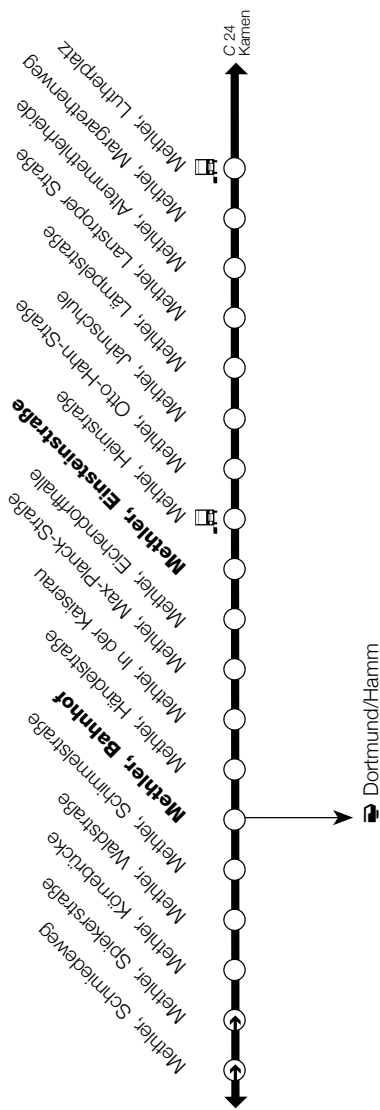 Methler, Schmiedeweg
Methler, Spiekerstraße
Methler, Körnebrücke
Methler, Waldstraße
Methler, Schimmelstraße
Methler, Bahnhof
Methler, Händelstraße
Methler, In der Kaiserau
Methler, Max-Planck-Straße
Methler, Eichendorffhalle
Methler, Einsteinstraße
Methler, Heimstraße
Methler, Otto-Hahn-Straße
Methler, Jahnschule
Methler, Lämpelstraße
Methler, Lanstroper Straße
Methler, Altenmethlerheide
Methler, Margarethenweg
Methler, Lutherplatz
C 24
Kamen
Dortmund/Hamm